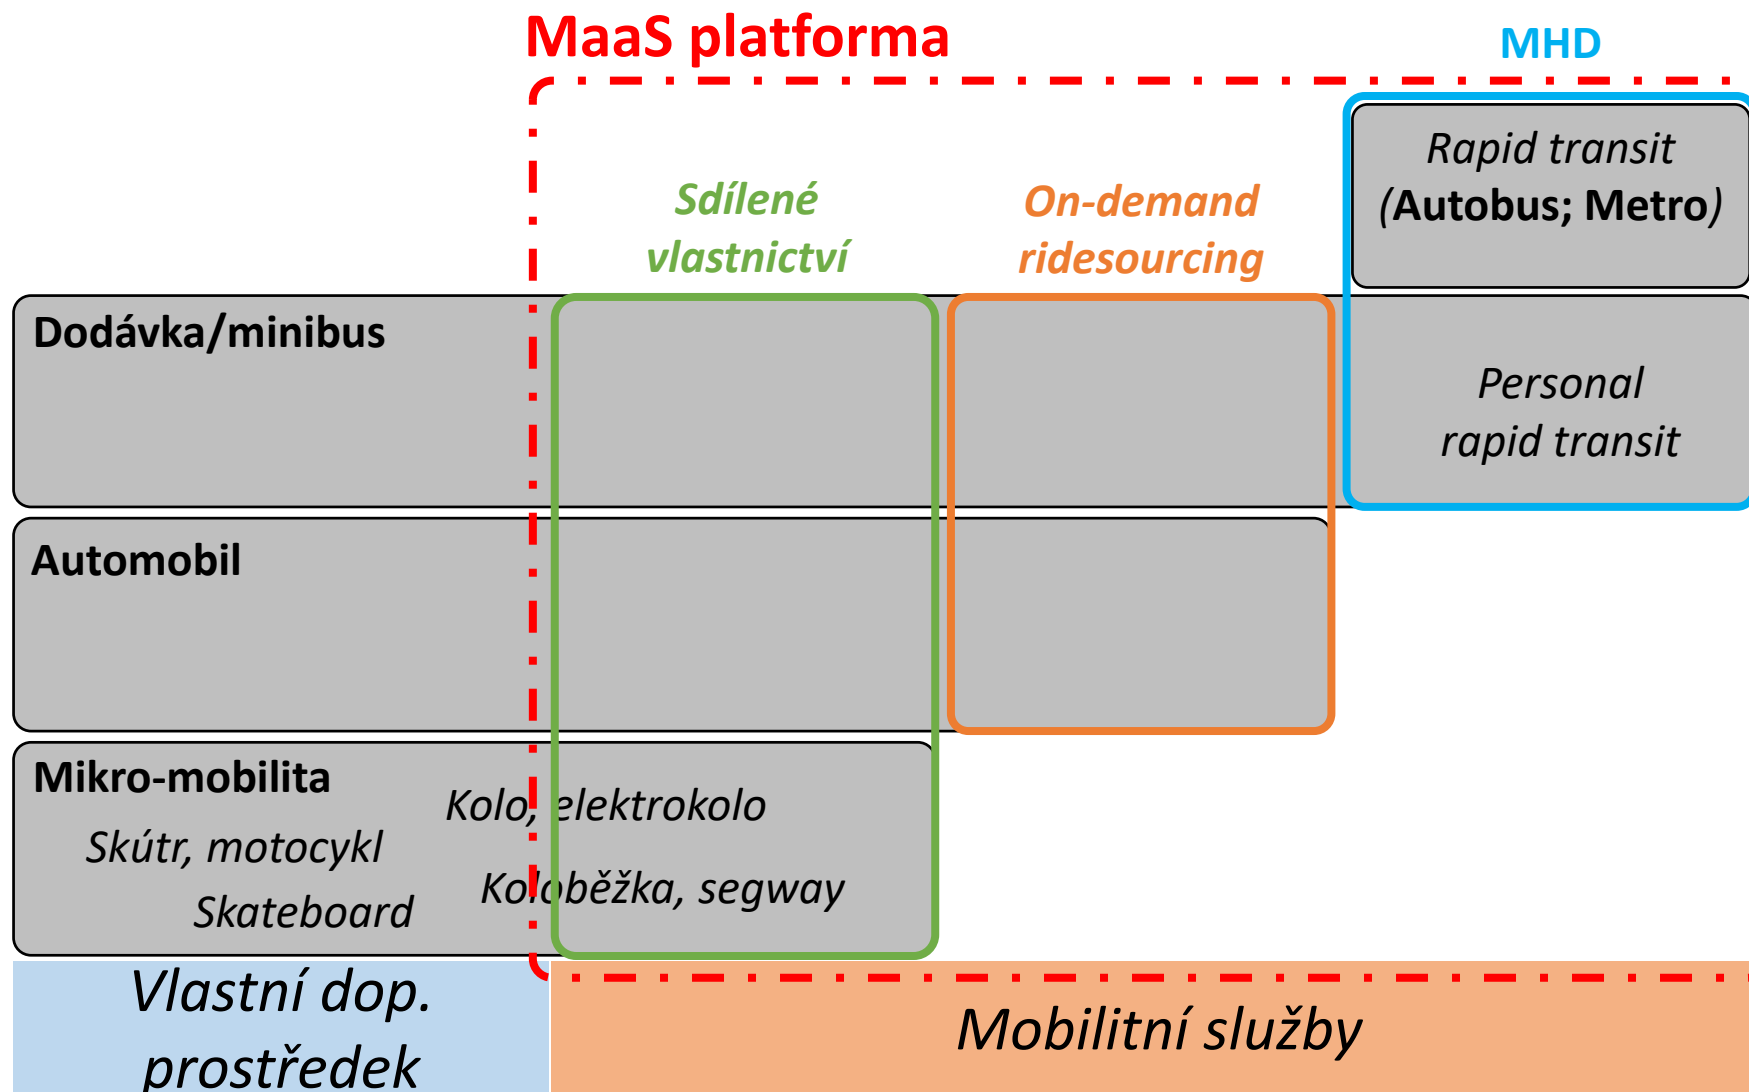 MaaS platforma
MHD
Rapid transit
(Autobus; Metro)
Sdílené
vlastnictví
On-demand
ridesourcing
Dodávka/minibus
Personal
rapid transit
Automobil
Mikro-mobilita
Kolo, elektrokolo
Skútr, motocykl
Koloběžka, segway
Skateboard
Vlastní dop.
prostředek
Mobilitní služby